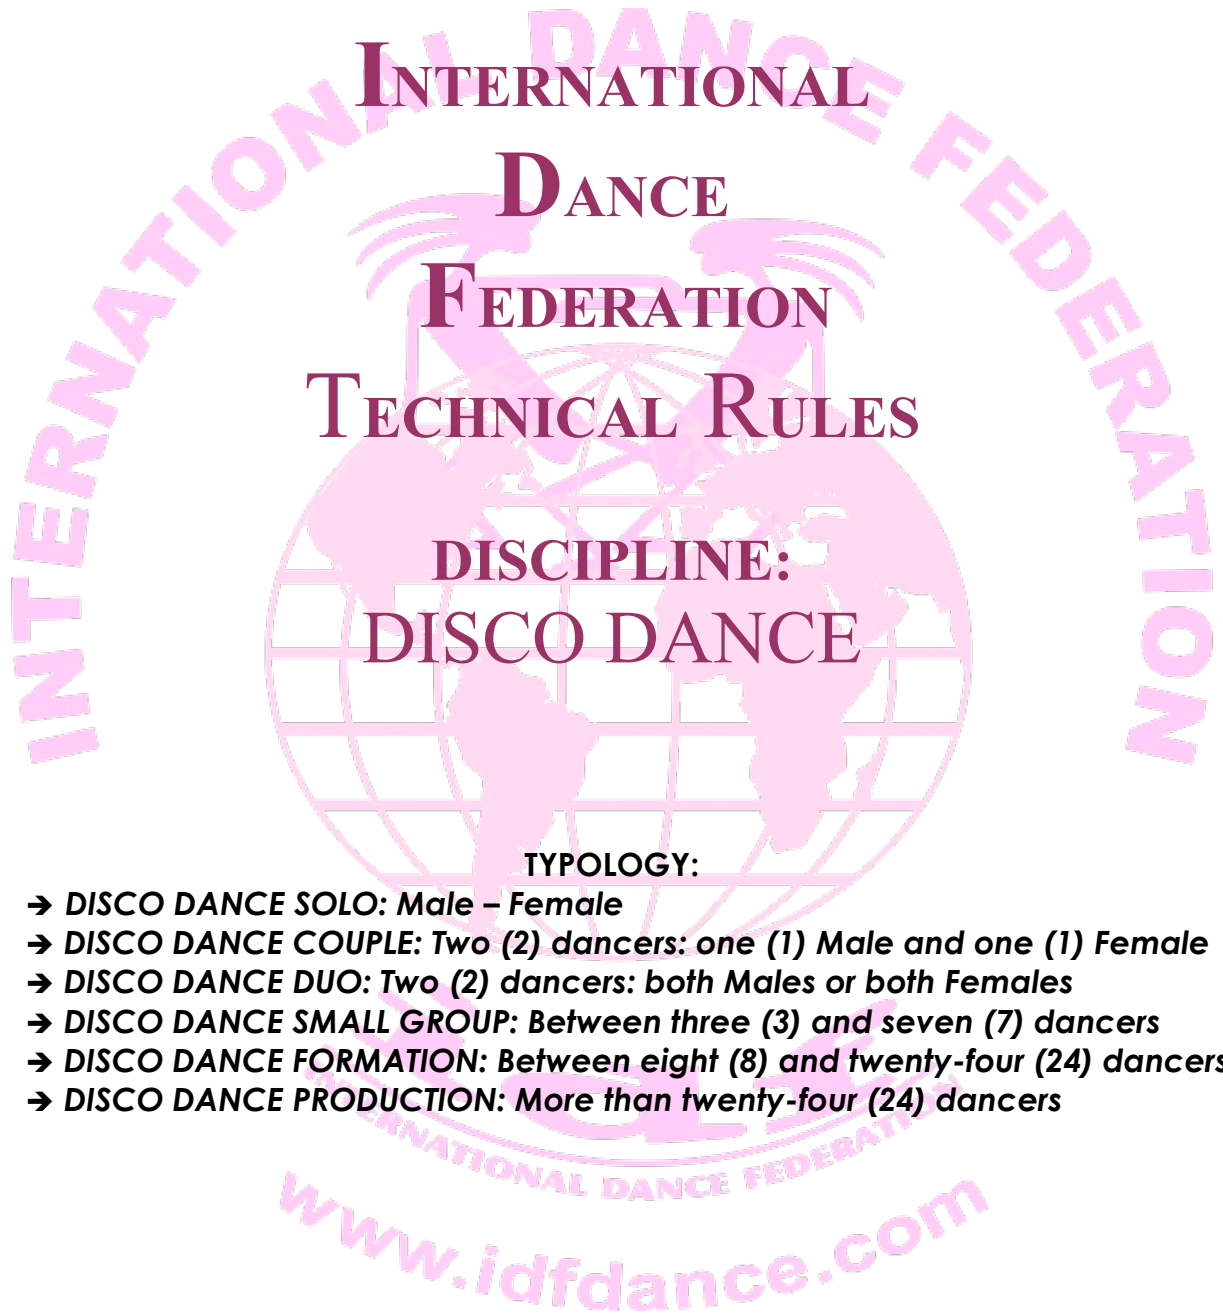 INTERNATIONAL DANCE FEDERATION
INTERNATIONAL
DANCE
FEDERATION
TECHNICAL RULES
DISCIPLINE:
DISCO DANCE
TYPOLOGY:
➔ DISCO DANCE SOLO: Male – Female
➔ DISCO DANCE COUPLE: Two (2) dancers: one (1) Male and one (1) Female
➔ DISCO DANCE DUO: Two (2) dancers: both Males or both Females
➔ DISCO DANCE SMALL GROUP: Between three (3) and seven (7) dancers
➔ DISCO DANCE FORMATION: Between eight (8) and twenty-four (24) dancers
➔ DISCO DANCE PRODUCTION: More than twenty-four (24) dancers
INTERNATIONAL DANCE FEDERATION
www.idfdance.com